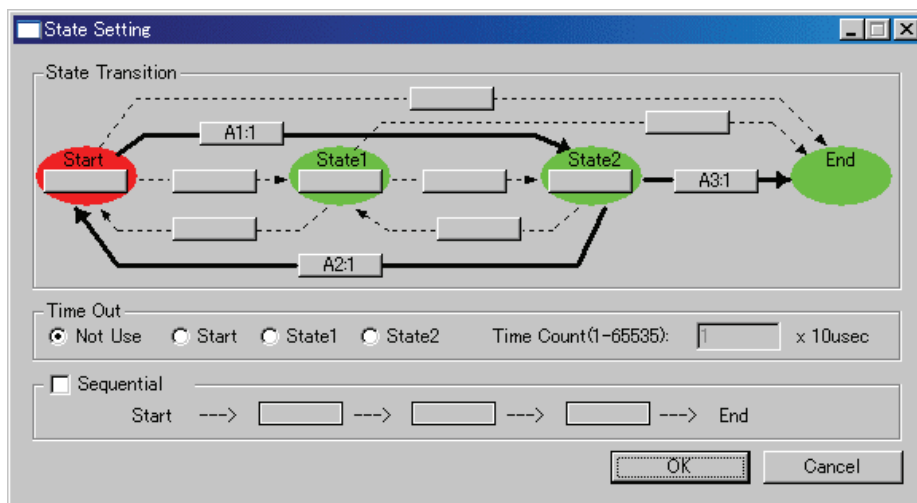 State Setting
State Transition
A1:1
Start
State1
State2
End
A3:1
A2:1
Time Out
Not Use Start State1 State2 Time Count(1-65535): 1 x 10usec
Sequential
Start ---> ---> ---> ---> End
OK Cancel